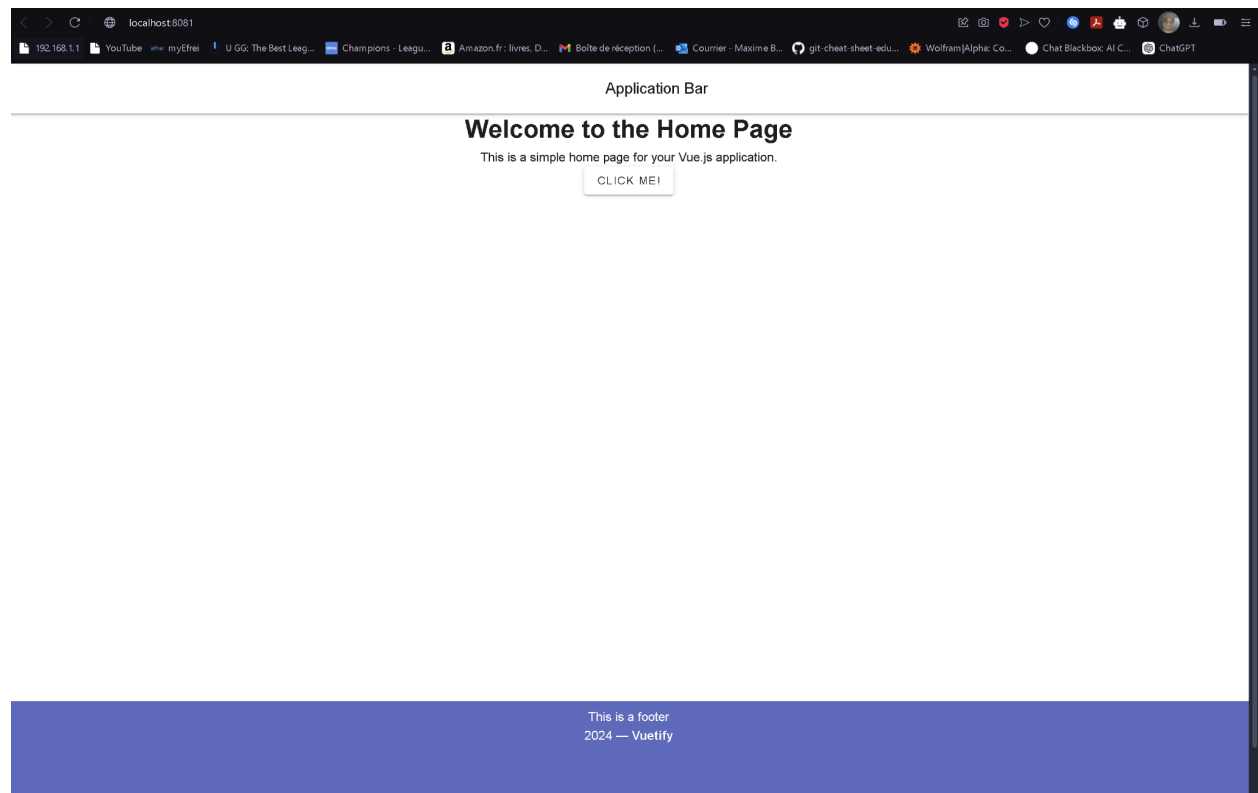 localhost:8081
192.168.1.1 YouTube efrei myEfrei U GG: The Best Leag... Champions - Leagu... a Amazon.fr : livres, D... Boîte de réception (... Courrier - Maxime B... git-cheat-sheet-edu... Wolfram|Alpha: Co... Chat Blackbox: AI C... ChatGPT
Application Bar
Welcome to the Home Page
This is a simple home page for your Vue.js application.
CLICK ME!
This is a footer
2024 — Vuetify